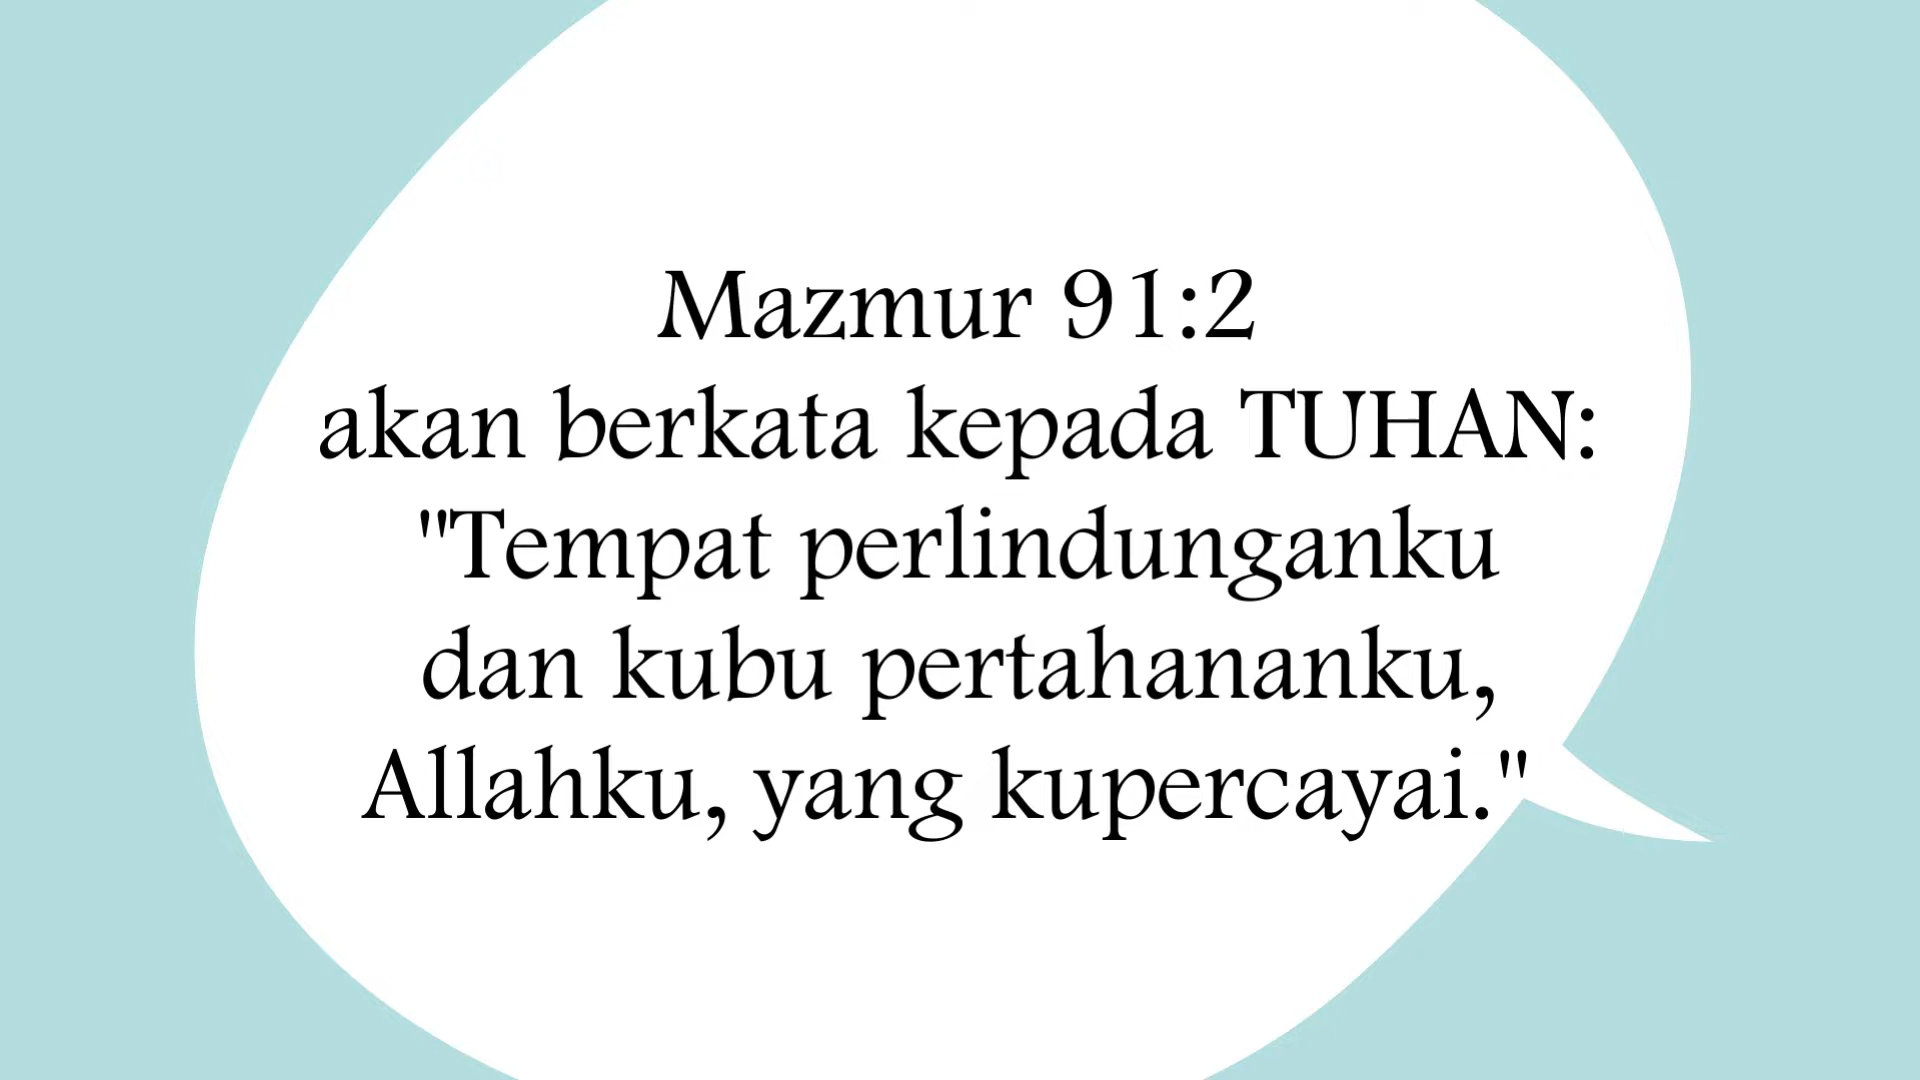 Mazmur 91:2
akan berkata kepada TUHAN:
"Tempat perlindunganku
dan kubu pertahananku,
Allahku, yang kupercayai."